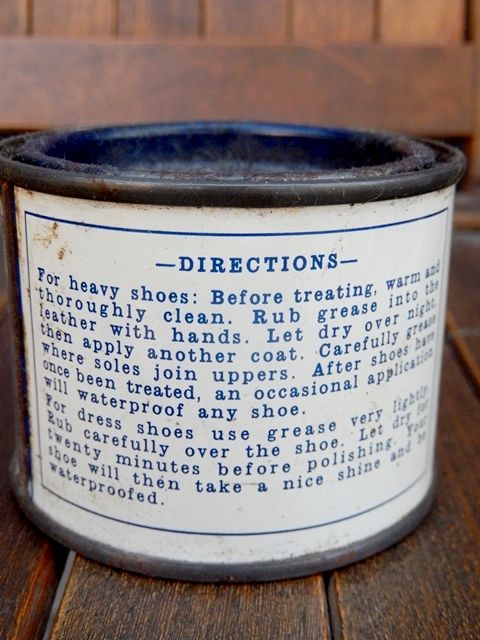 —DIRECTIONS—
For heavy shoes: Before treating, warm and
thoroughly clean. Rub grease into the
leather with hands. Let dry over night,
then apply another coat. Carefully grease
where soles join uppers. After shoes have
once been treated, an occasional application
will waterproof any shoe.
For dress shoes use grease very lightly.
Rub carefully over the shoe. Let dry for
twenty minutes before polishing. Your
shoe will then take a nice shine and be
waterproofed.